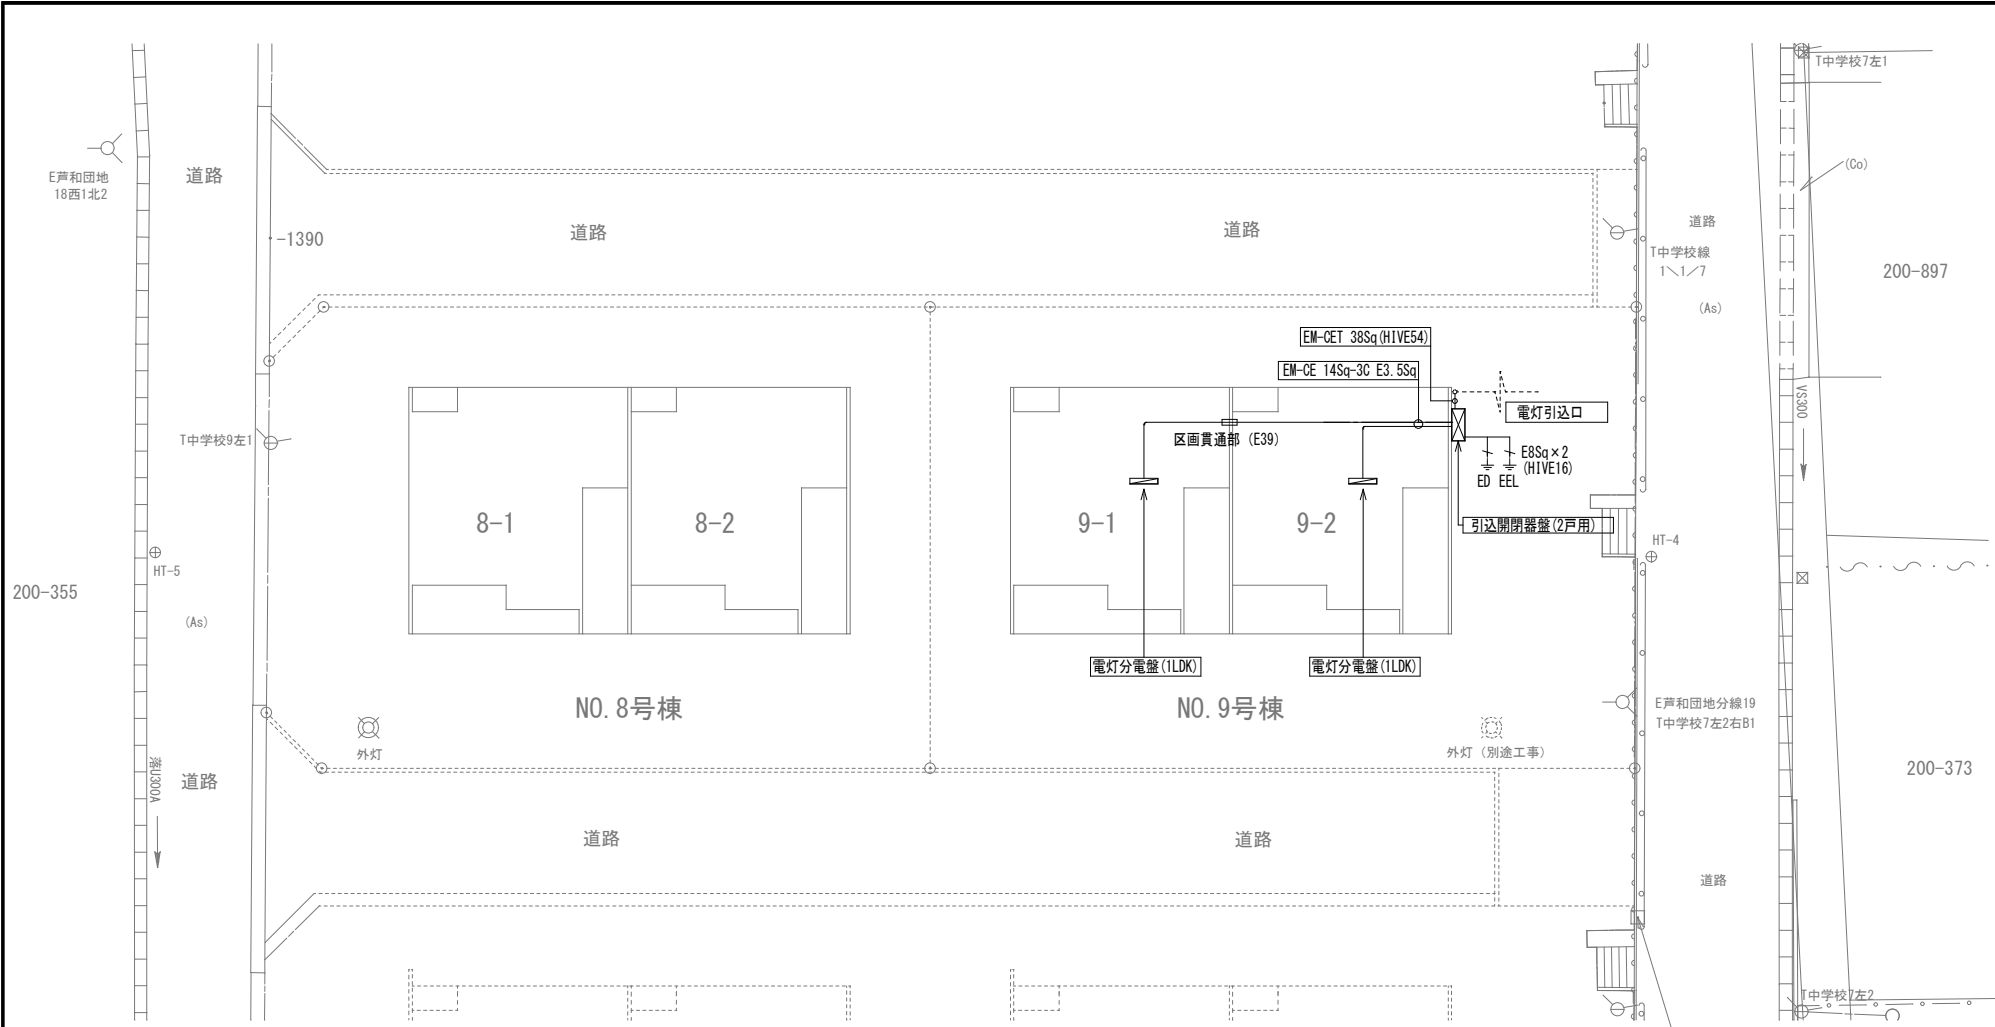 T中学校7左1
(Co)
E芦和団地
18西1北2
道路
-1390
道路
道路
道路
T中学校線
1＼1／7
200-897
(As)
EM-CET 38Sq(HIVE54)
EM-CE 14Sq-3C E3.5Sq
電灯引込口
VS300
T中学校9左1
区画貫通部 (E39)
E8Sq×2
(HIVE16)
ED EEL
8-1
8-2
9-1
9-2
引込開閉器盤(2戸用)
HT-4
HT-5
200-355
(As)
電灯分電盤(1LDK)
電灯分電盤(1LDK)
NO.8号棟
NO.9号棟
E芦和団地分線19
T中学校7左2右B1
外灯
外灯 (別途工事)
落U300A
道路
200-373
道路
道路
道路
T中学校7左2